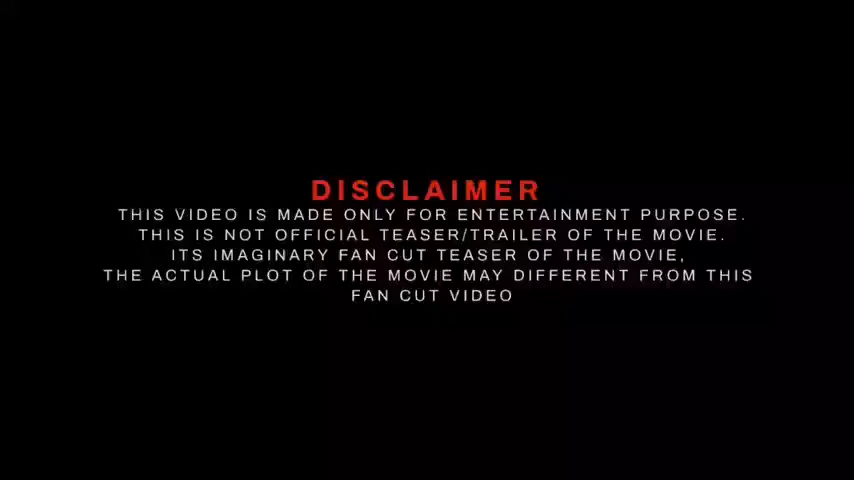 DISCLAIMER
THIS VIDEO IS MADE ONLY FOR ENTERTAINMENT PURPOSE.
THIS IS NOT OFFICIAL TEASER/TRAILER OF THE MOVIE.
ITS IMAGINARY FAN CUT TEASER OF THE MOVIE,
THE ACTUAL PLOT OF THE MOVIE MAY DIFFERENT FROM THIS
FAN CUT VIDEO